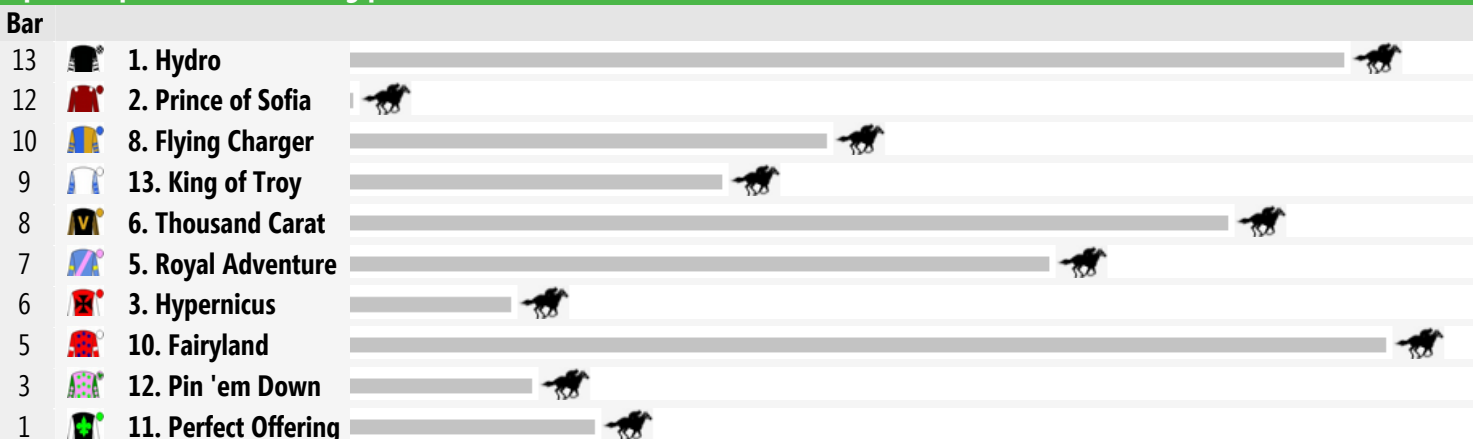 Bar
13 1. Hydro
12 2. Prince of Sofia
10 8. Flying Charger
9 13. King of Troy
8 V 6. Thousand Carat
7 5. Royal Adventure
6 3. Hypernicus
5 10. Fairyland
3 12. Pin 'em Down
1 11. Perfect Offering